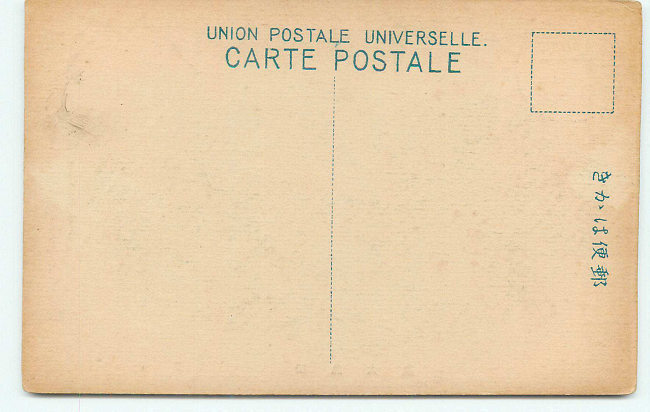 UNION POSTALE UNIVERSELLE.
CARTE POSTALE
郵便はかき